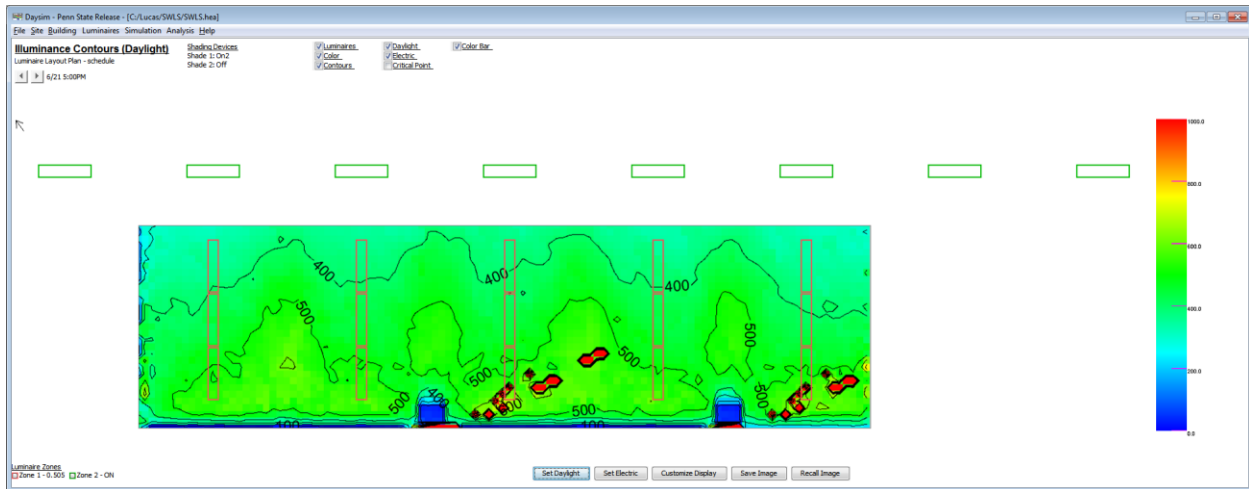 Daysim - Penn State Release - [C:/Lucas/SWLS/SWLS.hex]
File Site Building Luminaires Simulation Analysis Help
Illuminance Contours (Daylight)
Luminaire Layout Plan - schedule
6/21 5:00PM
Shading Devices
Shade 1: On2
Shade 2: Off
Luminaires Daylight Color Bar
Color Electric
Contours Critical Point
1000.0
800.0
600.0
400.0
200.0
0.0
400
400
400
500
500
500
500
500
500
400
500
500
500
100
100
Luminaire Zones
Zone 1 - 0.505 Zone 2 - ON
Set Daylight Set Electric Customize Display Save Image Recall Image